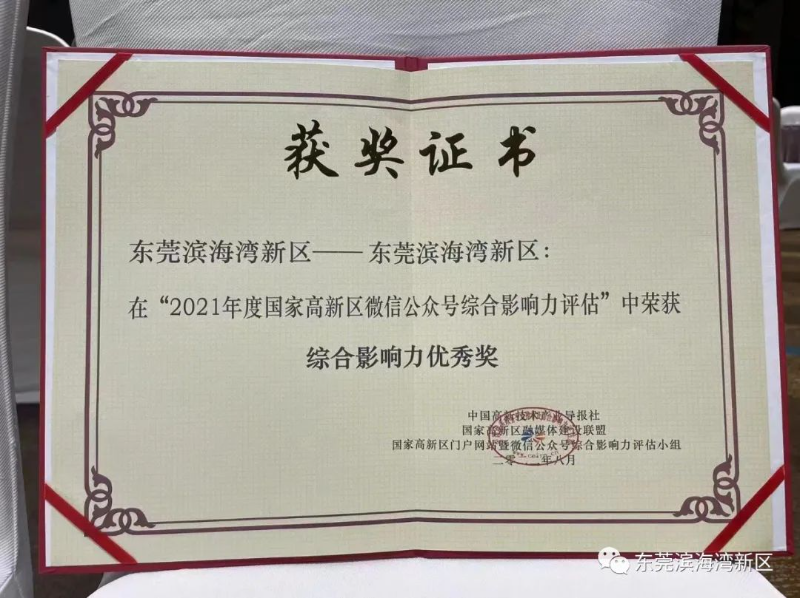 获奖证书
东莞滨海湾新区——东莞滨海湾新区：
在“2021年度国家高新区微信公众号综合影响力评估”中荣获
综合影响力优秀奖
中国高新技术产业导报社
国家高新区融媒体建设联盟
国家高新区门户网站暨微信公众号综合影响力评估小组
二零 年八月
东莞滨海湾新区